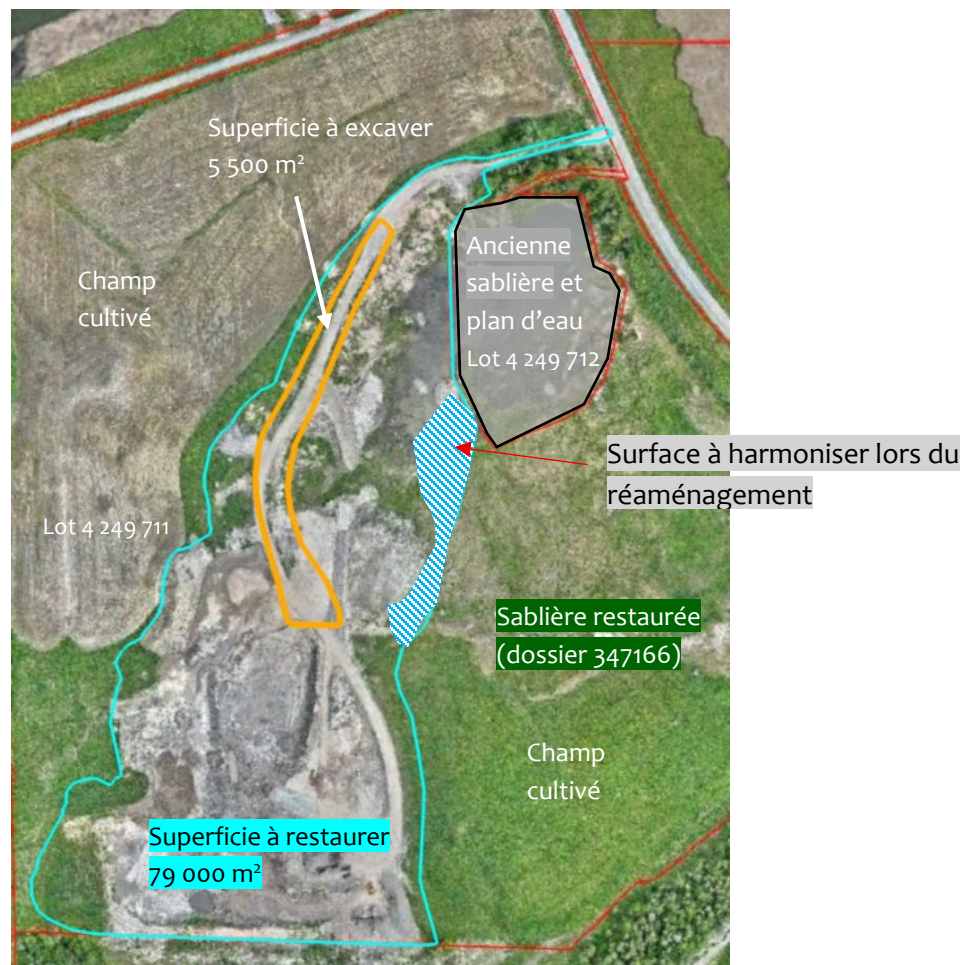 Superficie à excaver
5 500 m²
Champ
cultivé
Ancienne
sablière et
plan d’eau
Lot 4 249 712
Surface à harmoniser lors du
réaménagement
Lot 4 249 711
Sablière restaurée
(dossier 347166)
Champ
cultivé
Superficie à restaurer
79 000 m²